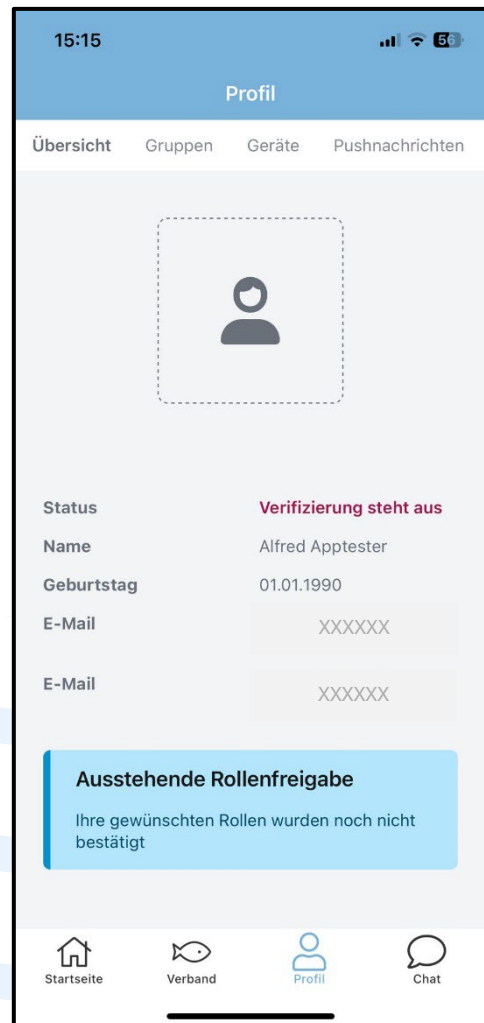 15:15
56
Profil
Übersicht Gruppen Geräte Pushnachrichten
Status Verifizierung steht aus
Name Alfred Apptester
Geburtstag 01.01.1990
E-Mail XXXXXX
E-Mail XXXXXX
Ausstehende Rollenfreigabe
Ihre gewünschten Rollen wurden noch nicht
bestätigt
Startseite Verband Profil Chat